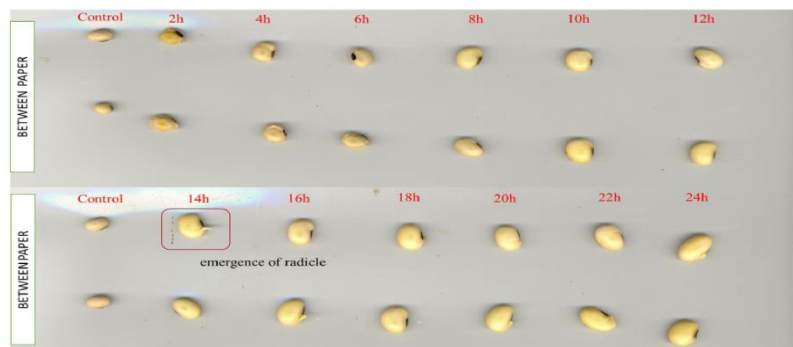 Control 2h 4h 6h 8h 10h 12h
BETWEEN PAPER
Control 14h 16h 18h 20h 22h 24h
BETWEENPAPER
emergence of radicle